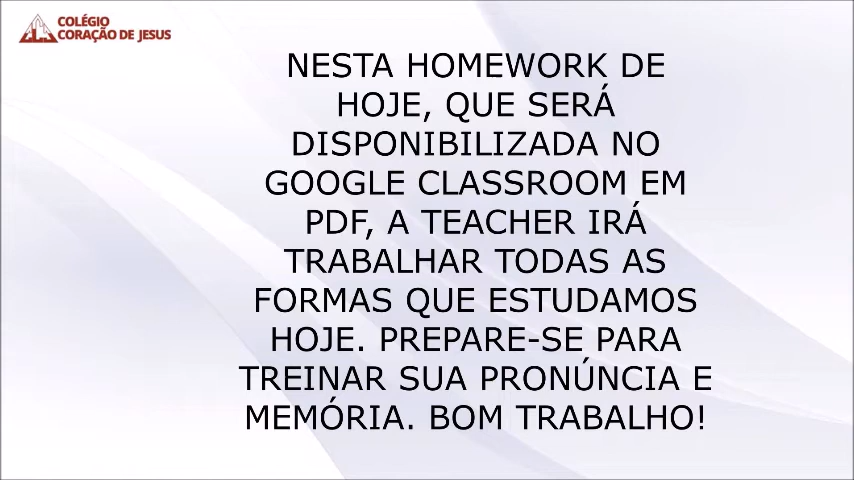 COLÉGIO
CORAÇÃO DE JESUS
NESTA HOMEWORK DE
HOJE, QUE SERÁ
DISPONIBILIZADA NO
GOOGLE CLASSROOM EM
PDF, A TEACHER IRÁ
TRABALHAR TODAS AS
FORMAS QUE ESTUDAMOS
HOJE. PREPARE-SE PARA
TREINAR SUA PRONÚNCIA E
MEMÓRIA. BOM TRABALHO!